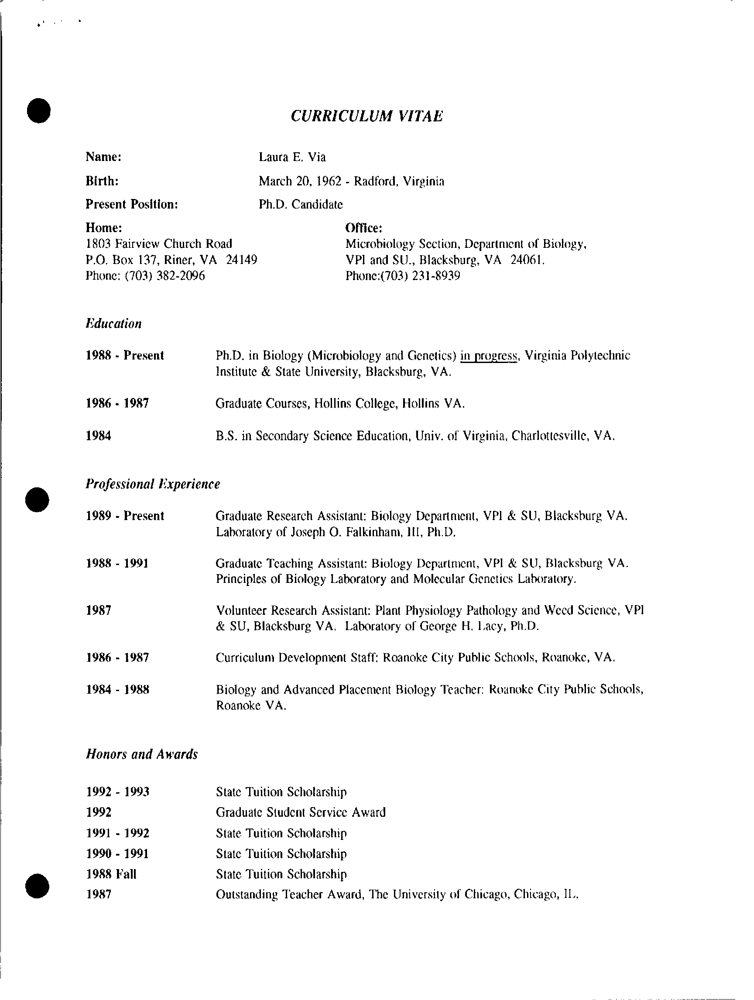 CURRICULUM VITAE
Name: Laura E. Via
Birth: March 20, 1962 - Radford, Virginia
Present Position: Ph.D. Candidate
Home: Office:
1803 Fairview Church Road Microbiology Section, Department of Biology,
P.O. Box 137, Riner, VA 24149 VPI and SU., Blacksburg, VA 24061.
Phone: (703) 382-2096 Phone:(703) 231-8939
Education
1988 - Present Ph.D. in Biology (Microbiology and Genetics) in progress, Virginia Polytechnic
Institute & State University, Blacksburg, VA.
1986 - 1987 Graduate Courses, Hollins College, Hollins VA.
1984 B.S. in Secondary Science Education, Univ. of Virginia, Charlottesville, VA.
Professional Experience
1989 - Present Graduate Research Assistant: Biology Department, VPI & SU, Blacksburg VA.
Laboratory of Joseph O. Falkinham, III, Ph.D.
1988 - 1991 Graduate Teaching Assistant: Biology Department, VPI & SU, Blacksburg VA.
Principles of Biology Laboratory and Molecular Genetics Laboratory.
1987 Volunteer Research Assistant: Plant Physiology Pathology and Weed Science, VPI
& SU, Blacksburg VA. Laboratory of George H. Lacy, Ph.D.
1986 - 1987 Curriculum Development Staff: Roanoke City Public Schools, Roanoke, VA.
1984 - 1988 Biology and Advanced Placement Biology Teacher: Roanoke City Public Schools,
Roanoke VA.
Honors and Awards
1992 - 1993 State Tuition Scholarship
1992 Graduate Student Service Award
1991 - 1992 State Tuition Scholarship
1990 - 1991 State Tuition Scholarship
1988 Fall State Tuition Scholarship
1987 Outstanding Teacher Award, The University of Chicago, Chicago, IL.